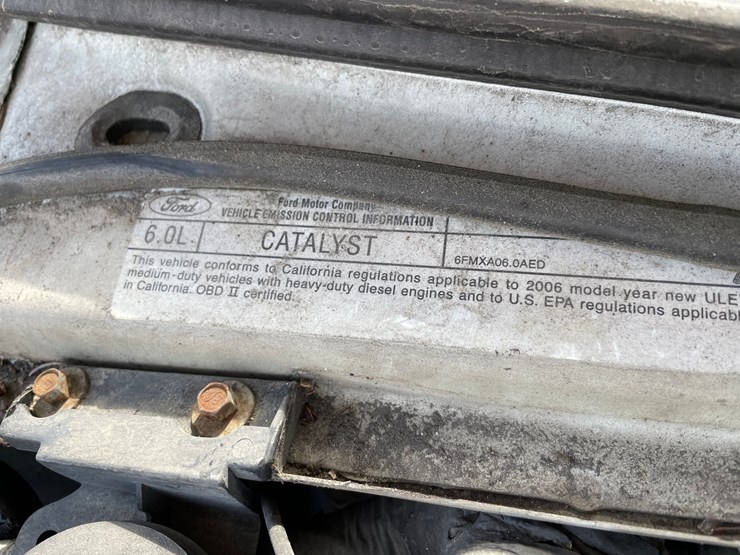 Ford
Ford Motor Company
VEHICLE EMISSION CONTROL INFORMATION
6.0L
CATALYST
6FMXA06.0AED
This vehicle conforms to California regulations applicable to 2006 model year new ULE
medium-duty vehicles with heavy-duty diesel engines and to U.S. EPA regulations applicabl
in California. OBD II certified.